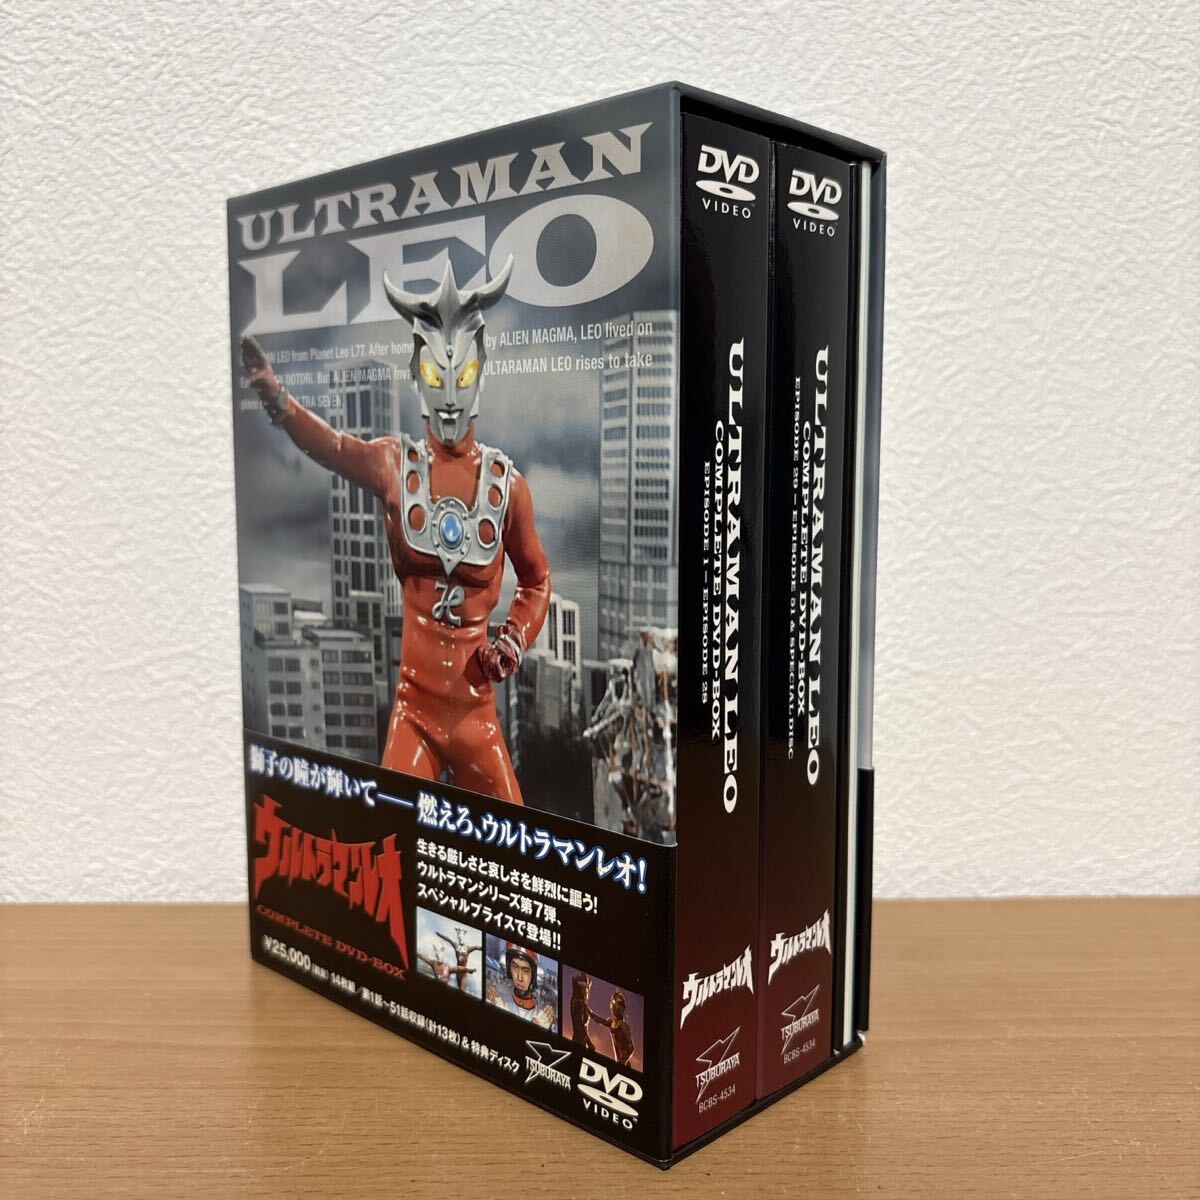 ULTRAMAN
LEO
AN LEO from Planet Leo L77. After home by ALIEN MAGMA, LEO lived on
OOTORI. But ALIEN MAGMA inva ULTARAMAN LEO rises to take
place LTRA SEVEN.
獅子の瞳が輝いて── 燃えろ、ウルトラマンレオ!
ウルトラマンレオ
COMPLETE DVD-BOX
生きる厳しさと哀しさを鮮烈に謳う!
ウルトラマンシリーズ第7弾、
スペシャルプライスで登場!!
¥25,000(税抜) 14枚組/第1話〜51話収録(計13枚)&特典ディスク
TSUBURAYA
DVD
VIDEO
DVD
VIDEO
ULTRAMAN LEO
COMPLETE DVD-BOX
EPISODE 1 - EPISODE 28
ウルトラマンレオ
TSUBURAYA
BCBS-4534
DVD
VIDEO
ULTRAMAN LEO
COMPLETE DVD-BOX
EPISODE 29 - EPISODE 51 & SPECIAL DISC
ウルトラマンレオ
TSUBURAYA
BCBS-4534